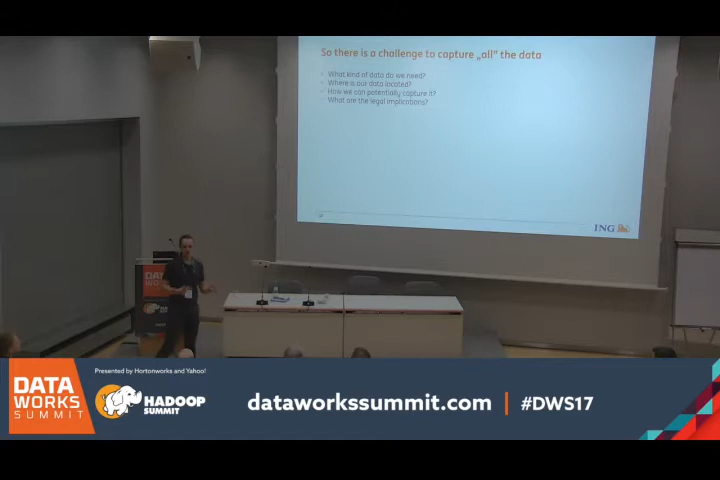 So there is a challenge to capture „all" the data
What kind of data do we need?
Where is our data located?
How we can potentially capture it?
What are the legal implications?
ING
DATA
WORK
DATA
WORKS
SUMMIT
Presented by Hortonworks and Yahoo!
HADOOP
SUMMIT
dataworkssummit.com
#DWS17